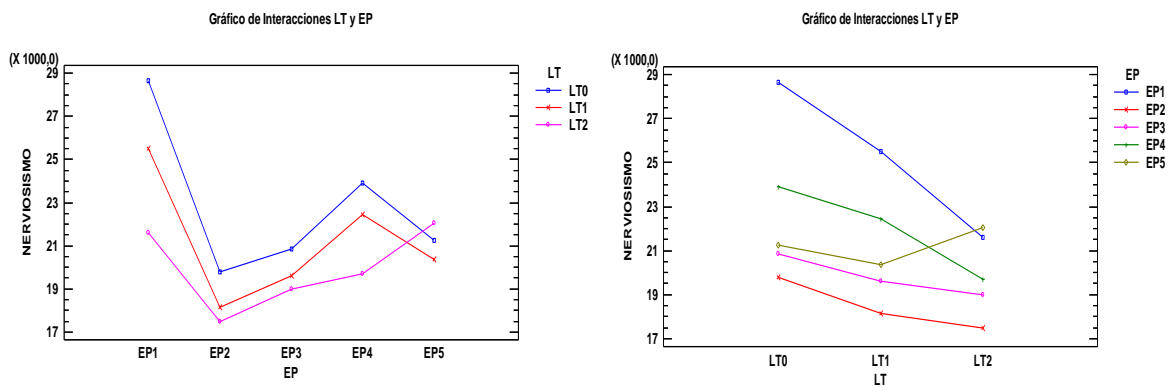 Gráfico de Interacciones LT y EP
(X 1000,0)
NERVIOSISMO
29
27
25
23
21
19
17
EP1 EP2 EP3 EP4 EP5
EP
LT
LT0
LT1
LT2
Gráfico de Interacciones LT y EP
(X 1000,0)
NERVIOSISMO
29
27
25
23
21
19
17
LT0 LT1 LT2
LT
EP
EP1
EP2
EP3
EP4
EP5